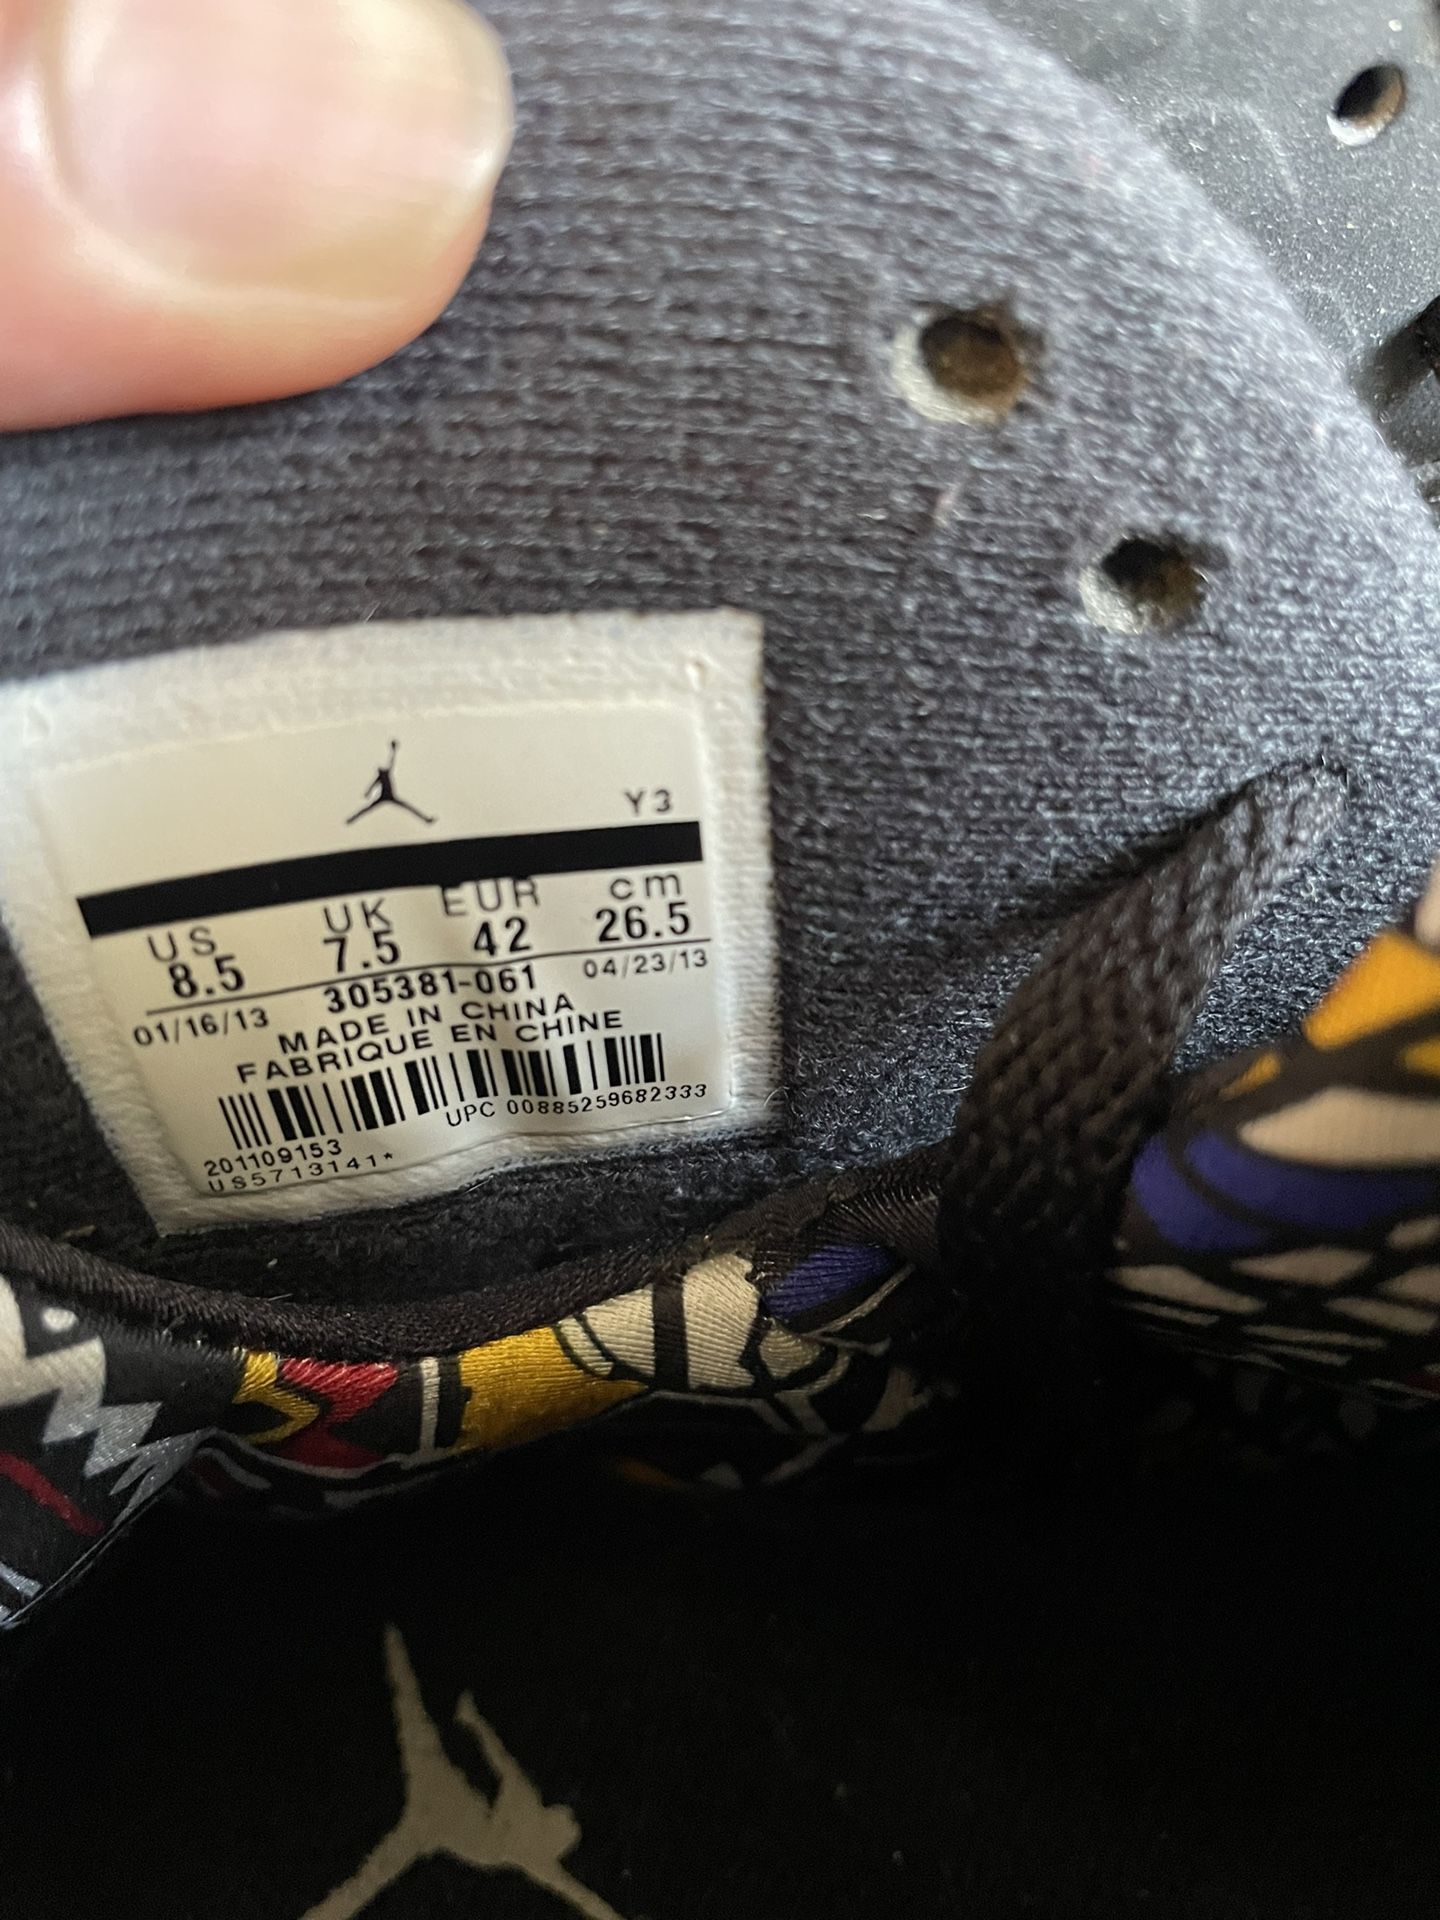 Y3
US UK EUR cm
8.5 7.5 42 26.5
01/16/13 305381-061 04/23/13
MADE IN CHINA
FABRIQUE EN CHINE
UPC 00885259682333
201109153
US5713141*